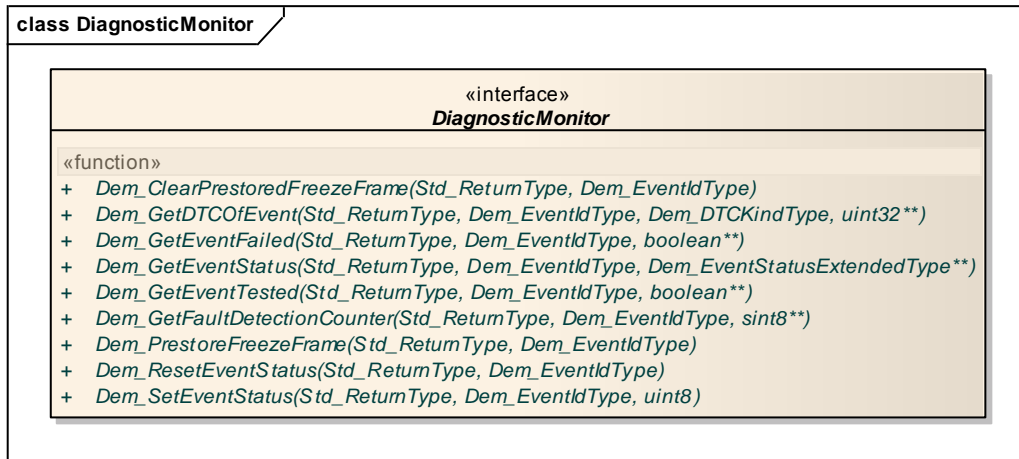 class DiagnosticMonitor
«interface»
DiagnosticMonitor
«function»
+ Dem_ClearPrestoredFreezeFrame(Std_ReturnType, Dem_EventIdType)
+ Dem_GetDTCOfEvent(Std_ReturnType, Dem_EventIdType, Dem_DTCKindType, uint32**)
+ Dem_GetEventFailed(Std_ReturnType, Dem_EventIdType, boolean**)
+ Dem_GetEventStatus(Std_ReturnType, Dem_EventIdType, Dem_EventStatusExtendedType**)
+ Dem_GetEventTested(Std_ReturnType, Dem_EventIdType, boolean**)
+ Dem_GetFaultDetectionCounter(Std_ReturnType, Dem_EventIdType, sint8**)
+ Dem_PrestoreFreezeFrame(Std_ReturnType, Dem_EventIdType)
+ Dem_ResetEventStatus(Std_ReturnType, Dem_EventIdType)
+ Dem_SetEventStatus(Std_ReturnType, Dem_EventIdType, uint8)